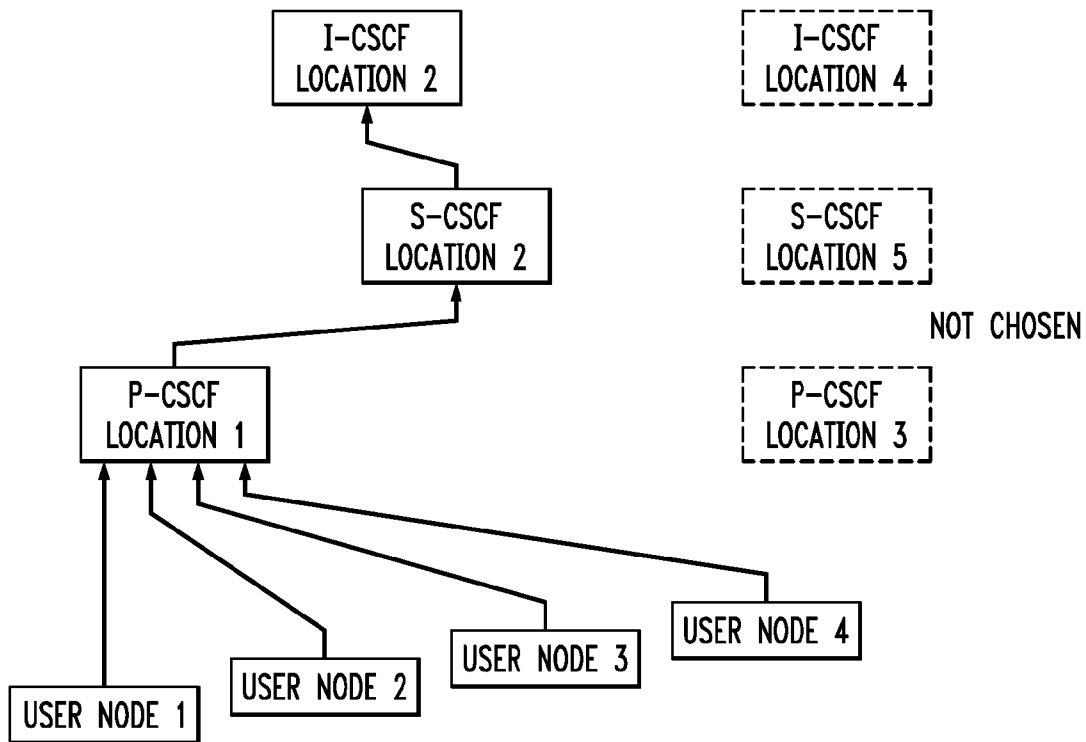 I-CSCF
LOCATION 2
I-CSCF
LOCATION 4
S-CSCF
LOCATION 2
S-CSCF
LOCATION 5
NOT CHOSEN
P-CSCF
LOCATION 1
P-CSCF
LOCATION 3
USER NODE 4
USER NODE 3
USER NODE 2
USER NODE 1